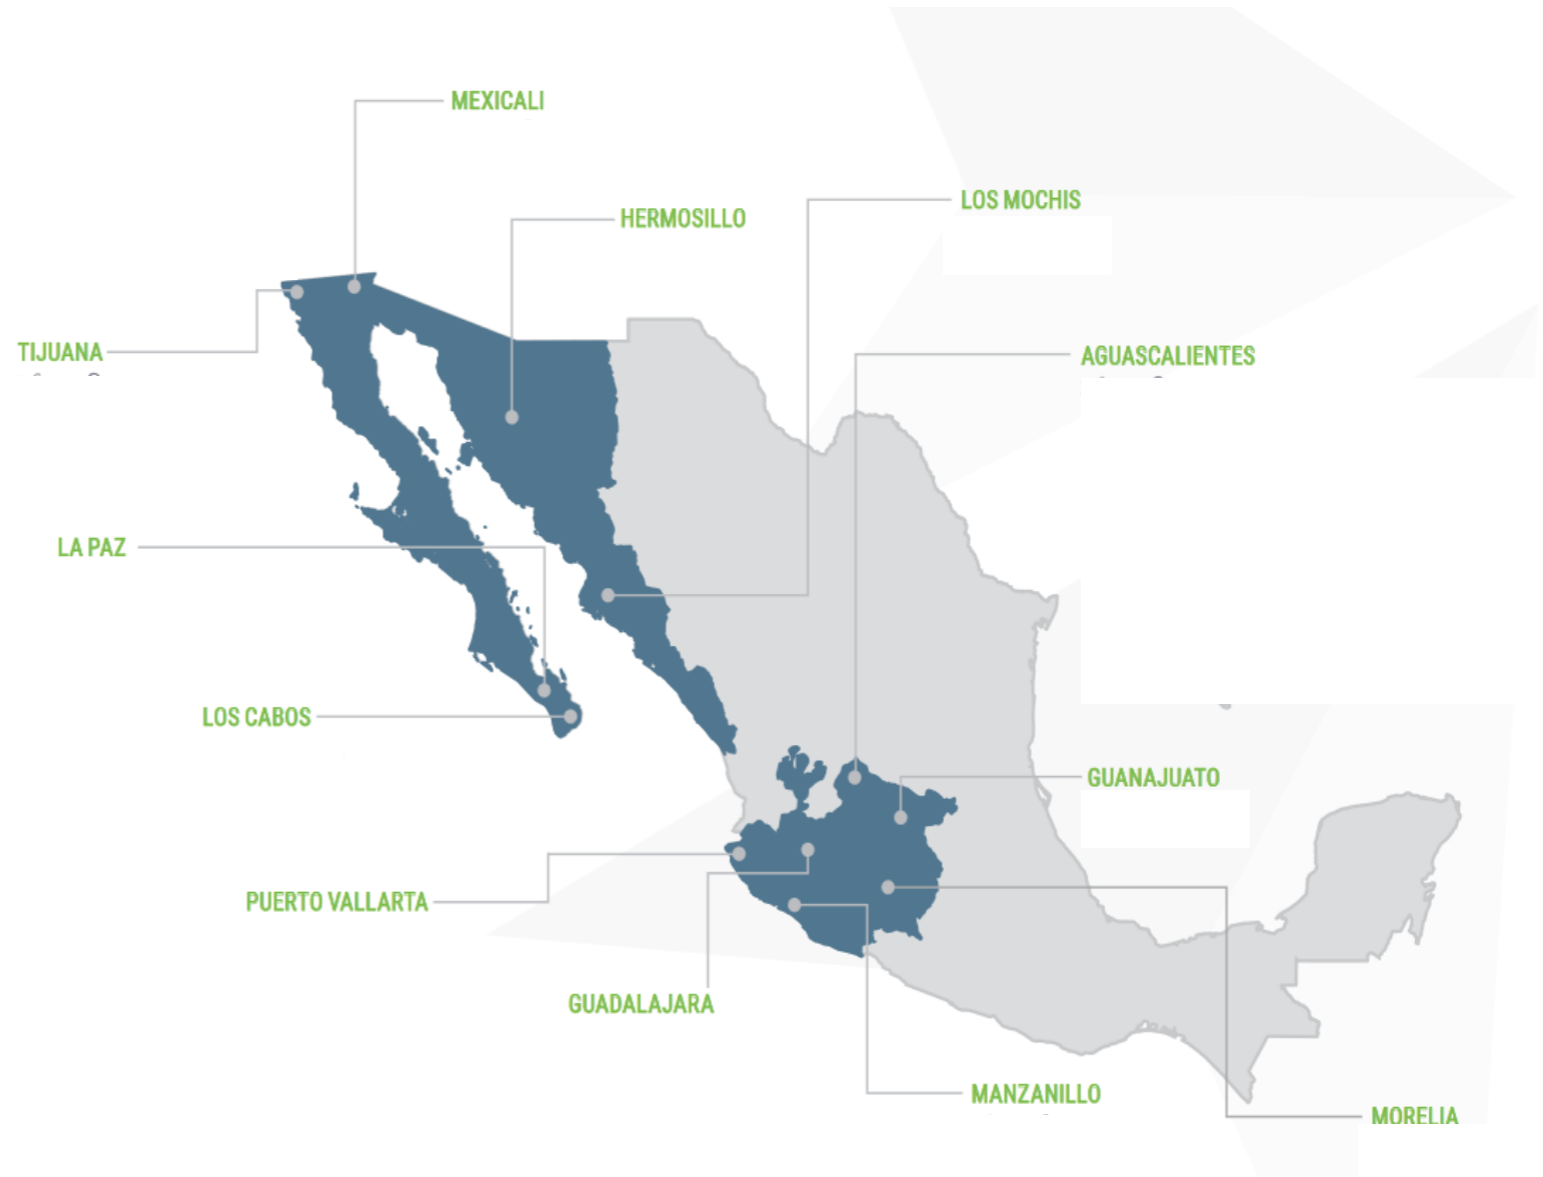 MEXICALI
LOS MOCHIS
HERMOSILLO
TIJUANA
AGUASCALIENTES
LA PAZ
LOS CABOS
GUANAJUATO
PUERTO VALLARTA
GUADALAJARA
MANZANILLO
MORELIA